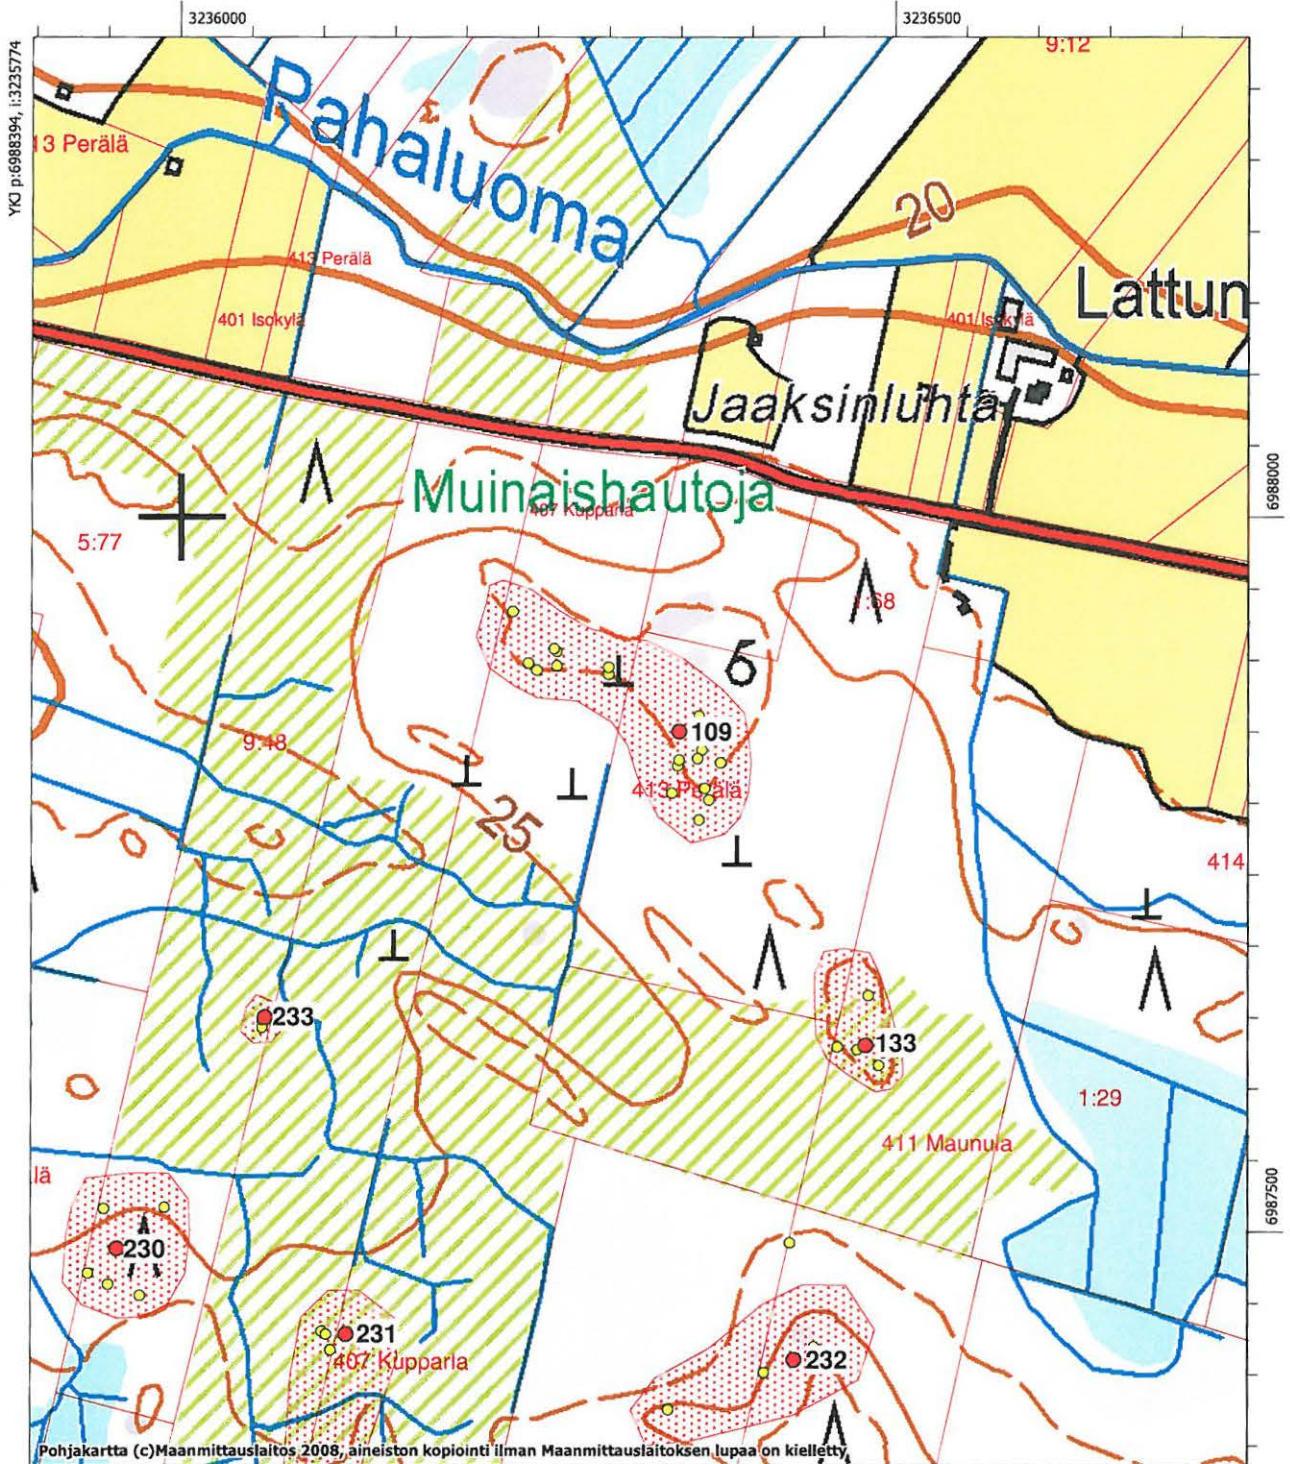 3236000
3236500
YKJ p:6988394, i:3235774
9:12
Pahaluoma
13 Perälä
20
413 Perälä
Lattun
401 Isokylä
401 Isokylä
Jaaksinluhta
Muinaishautoja
407 Kupparla
6988000
5:77
:68
109
9:48
413 Perälä
25
414
233
133
1:29
411 Maunula
lä
6987500
230
231
407 Kupparla
232
Pohjakartta (c)Maanmittauslaitos 2008, aineiston kopiointi ilman Maanmittauslaitoksen lupaa on kielletty